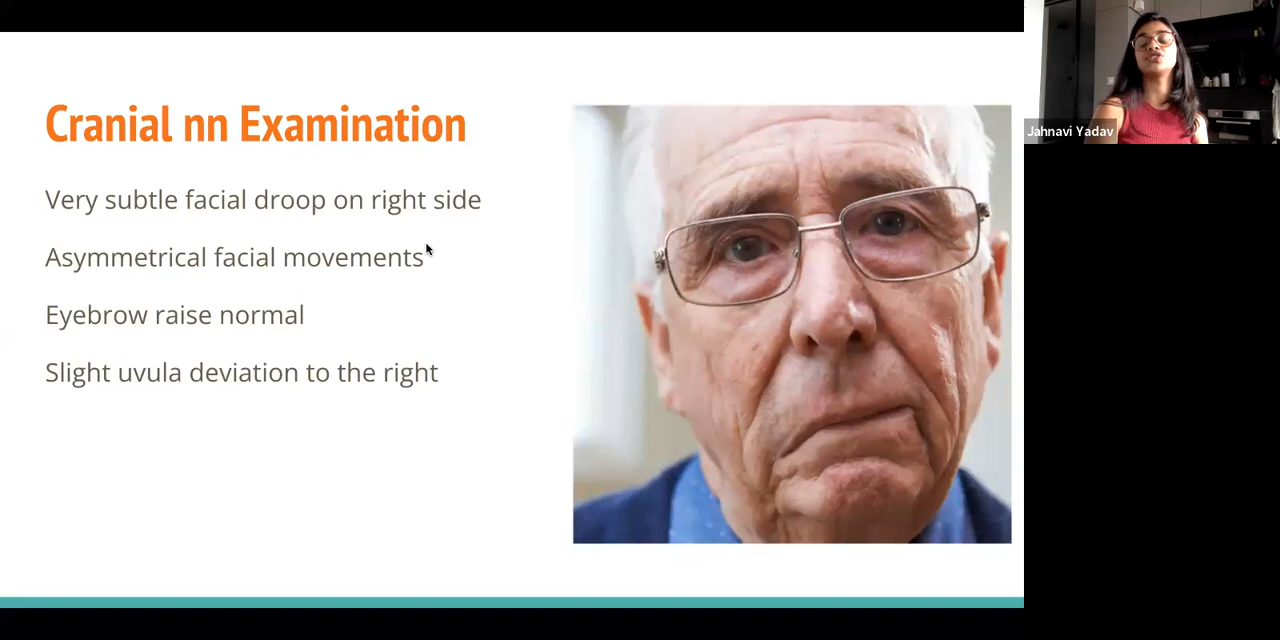 Cranial nn Examination
Very subtle facial droop on right side
Asymmetrical facial movements
Eyebrow raise normal
Slight uvula deviation to the right
Jahnavi Yadav